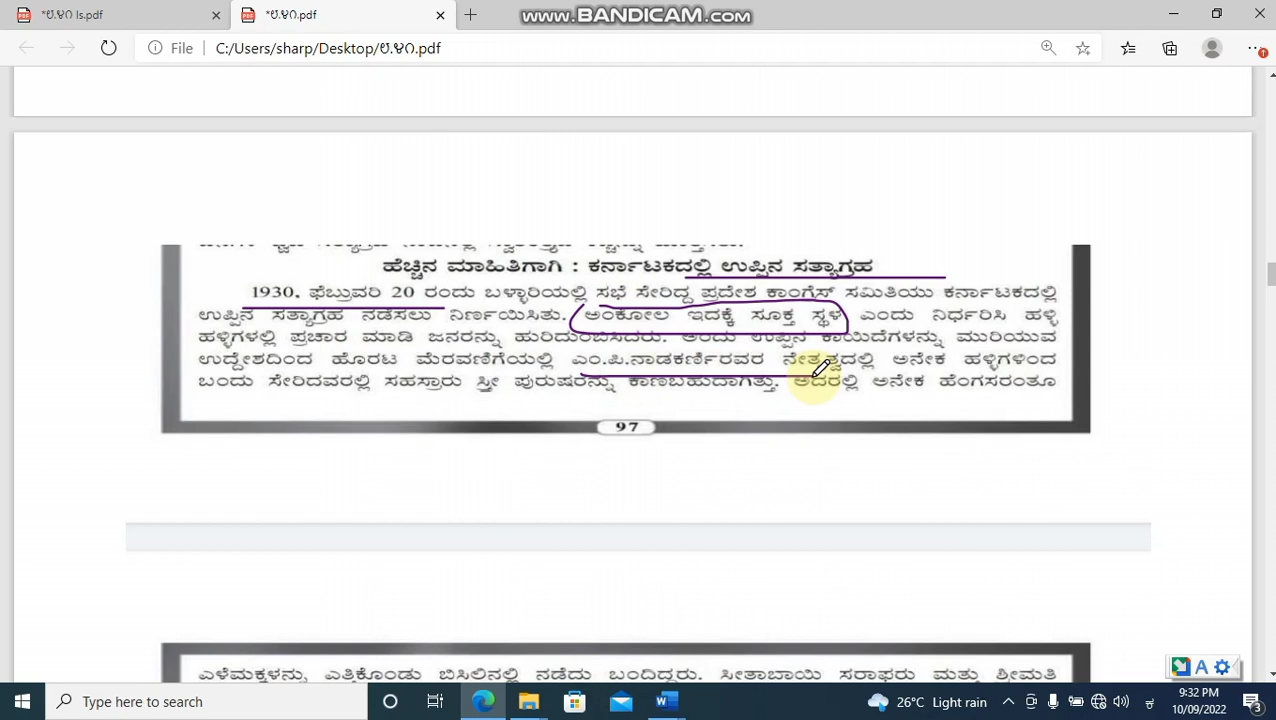 *ಬಿ.ಇಡಿ ls.pdf
www.BANDICAM.com
File C:/Users/sharp/Desktop/
ಹೆಚ್ಚಿನ ಮಾಹಿತಿಗಾಗಿ : ಕರ್ನಾಟಕದಲ್ಲಿ ಉಪ್ಪಿನ ಸತ್ಯಾಗ್ರಹ
1930, ಫೆಬ್ರುವರಿ 20 ರಂದು ಬಳ್ಳಾರಿಯಲ್ಲಿ ಸಭೆ ಸೇರಿದ್ದ ಪ್ರದೇಶ ಕಾಂಗ್ರೆಸ್ ಸಮಿತಿಯು ಕರ್ನಾಟಕದಲ್ಲಿ
ಉಪ್ಪಿನ ಸತ್ಯಾಗ್ರಹ ನಡೆಸಲು ನಿರ್ಣಯಿಸಿತು. ಅಂಕೋಲ ಇದಕ್ಕೆ ಸೂಕ್ತ ಸ್ಥಳ ಎಂದು ನಿರ್ಧರಿಸಿ ಹಳ್ಳಿ
ಹಳ್ಳಿಗಳಲ್ಲಿ ಪ್ರಚಾರ ಮಾಡಿ ಜನರನ್ನು ಹುರಿದುಂಬಿಸಿದರು. ಅಂದು ಉಪ್ಪಿನ ಕಾಯಿದೆಗಳನ್ನು ಮುರಿಯುವ
ಉದ್ದೇಶದಿಂದ ಹೊರಟ ಮೆರವಣಿಗೆಯಲ್ಲಿ ಎಂ.ಪಿ.ನಾಡಕರ್ಣಿರವರ ನೇತೃತ್ವದಲ್ಲಿ ಅನೇಕ ಹಳ್ಳಿಗಳಿಂದ
ಬಂದು ಸೇರಿದವರಲ್ಲಿ ಸಹಸ್ರಾರು ಸ್ತ್ರೀ ಪುರುಷರನ್ನು ಕಾಣಬಹುದಾಗಿತ್ತು. ಅದರಲ್ಲಿ ಅನೇಕ ಹೆಂಗಸರಂತೂ
97
ಎಳೆಮಕ್ಕಳನ್ನು ಎತ್ತಿಕೊಂಡು ಬಿಸಿಲಿನಲ್ಲಿ ನಡೆದು ಬಂದಿದ್ದರು. ಸೀತಾಬಾಯಿ ಸರಾಫರು ಮತ್ತು ಶ್ರೀಮತಿ
Type here to search
26°C Light rain
9:32 PM
10/09/2022
3